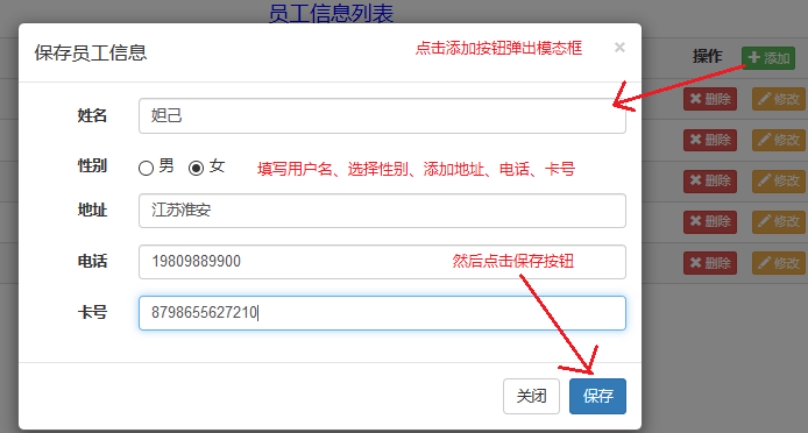 员工信息列表
保存员工信息
点击添加按钮弹出模态框
×
操作
添加
姓名
妲己
删除 修改
性别
男 女
填写用户名、选择性别、添加地址、电话、卡号
删除 修改
地址
江苏淮安
删除 修改
电话
19809889900
然后点击保存按钮
删除 修改
卡号
8798655627210
删除 修改
关闭 保存